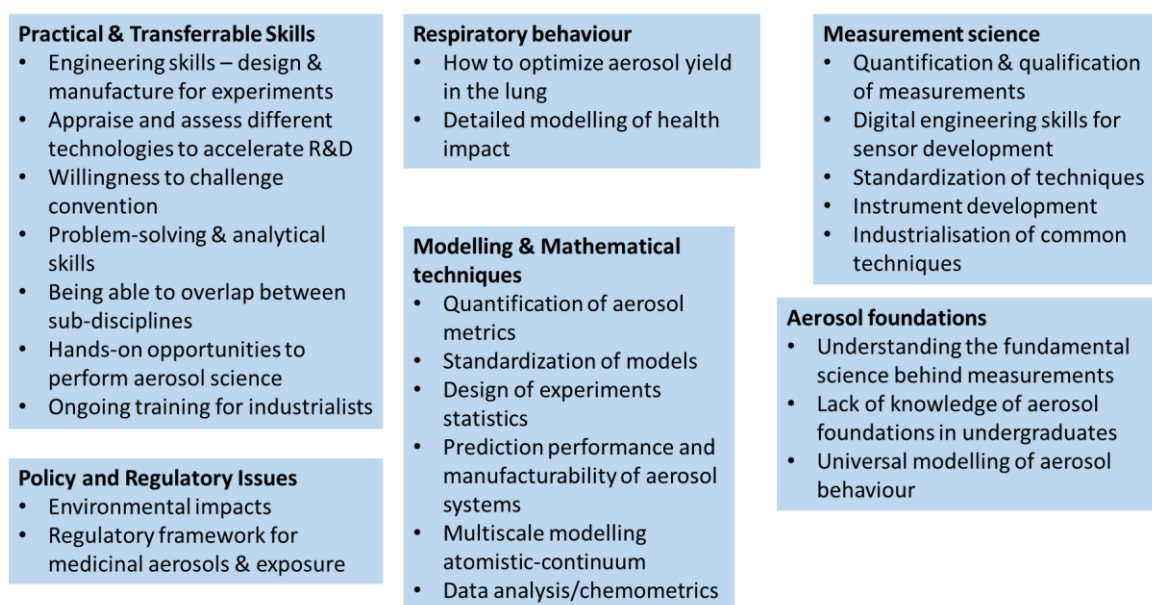 Practical & Transferrable Skills
• Engineering skills – design &
manufacture for experiments
• Appraise and assess different
technologies to accelerate R&D
• Willingness to challenge
convention
• Problem-solving & analytical
skills
• Being able to overlap between
sub-disciplines
• Hands-on opportunities to
perform aerosol science
• Ongoing training for industrialists
Policy and Regulatory Issues
• Environmental impacts
• Regulatory framework for
medicinal aerosols & exposure
Respiratory behaviour
• How to optimize aerosol yield
in the lung
• Detailed modelling of health
impact
Modelling & Mathematical
techniques
• Quantification of aerosol
metrics
• Standardization of models
• Design of experiments
statistics
• Prediction performance and
manufacturability of aerosol
systems
• Multiscale modelling
atomistic-continuum
• Data analysis/chemometrics
Measurement science
• Quantification & qualification
of measurements
• Digital engineering skills for
sensor development
• Standardization of techniques
• Instrument development
• Industrialisation of common
techniques
Aerosol foundations
• Understanding the fundamental
science behind measurements
• Lack of knowledge of aerosol
foundations in undergraduates
• Universal modelling of aerosol
behaviour